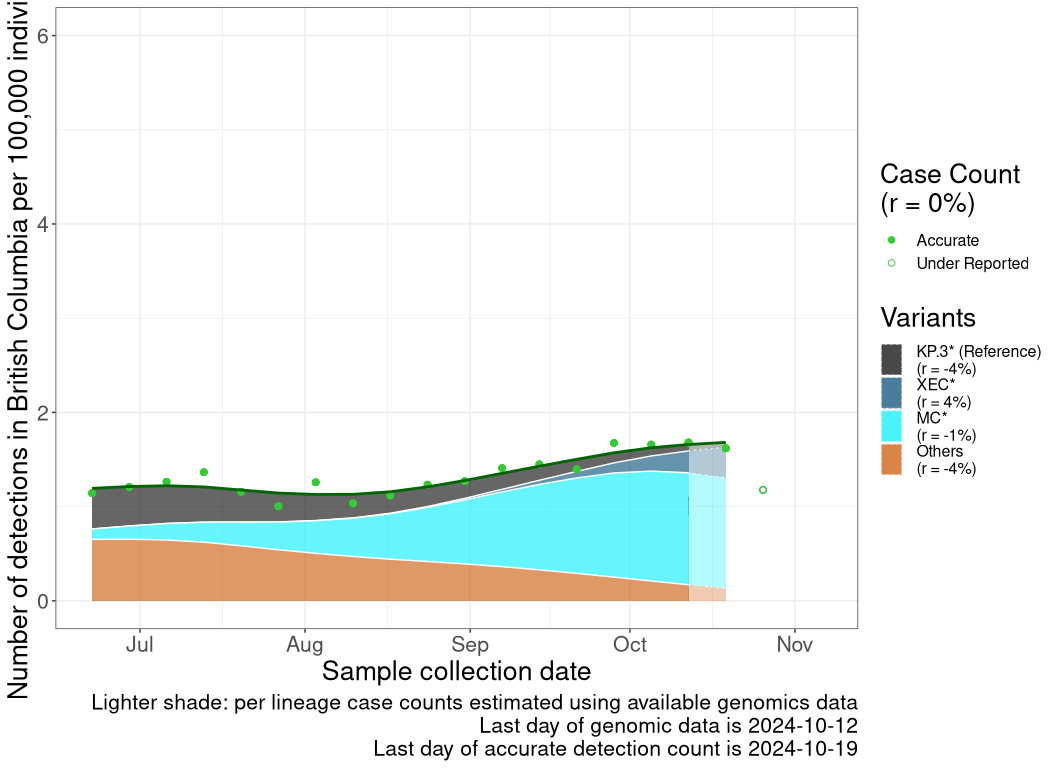 Number of detections in British Columbia per 100,000
6
4
2
0
Jul Aug Sep Oct Nov
Sample collection date
Lighter shade: per lineage case counts estimated using available genomics data
Last day of genomic data is 2024-10-12
Last day of accurate detection count is 2024-10-19
Case Count
(r = 0%)
Accurate
Under Reported
Variants
KP.3* (Reference)
(r = -4%)
XEC*
(r = 4%)
MC*
(r = -1%)
Others
(r = -4%)